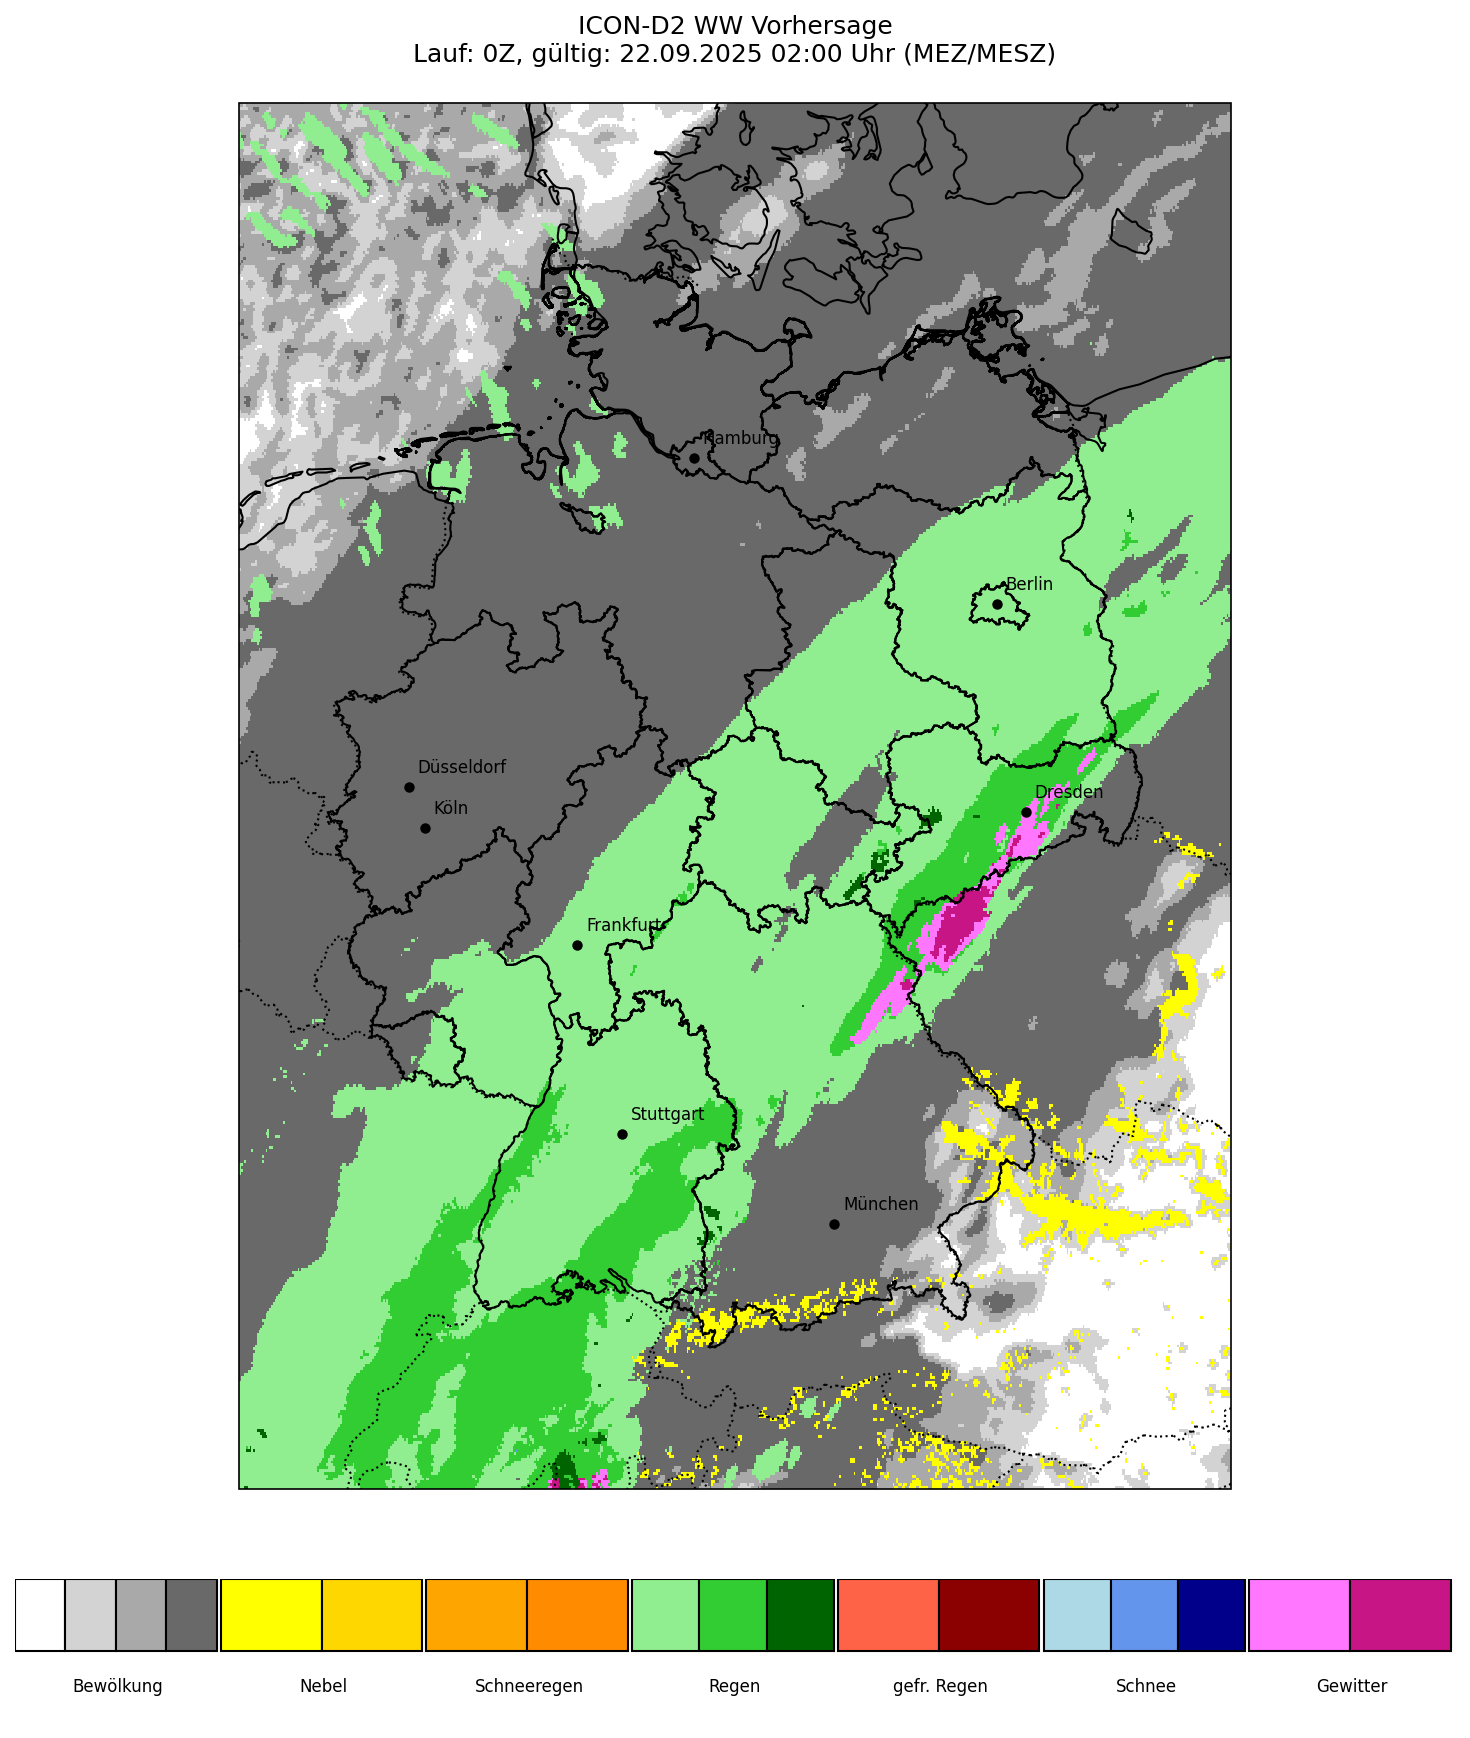 ICON-D2 WW Vorhersage
Lauf: 0Z, gültig: 22.09.2025 02:00 Uhr (MEZ/MESZ)
Hamburg
Berlin
Düsseldorf
Köln
Dresden
Frankfurt
Stuttgart
München
Bewölkung
Nebel
Schneeregen
Regen
gefr. Regen
Schnee
Gewitter